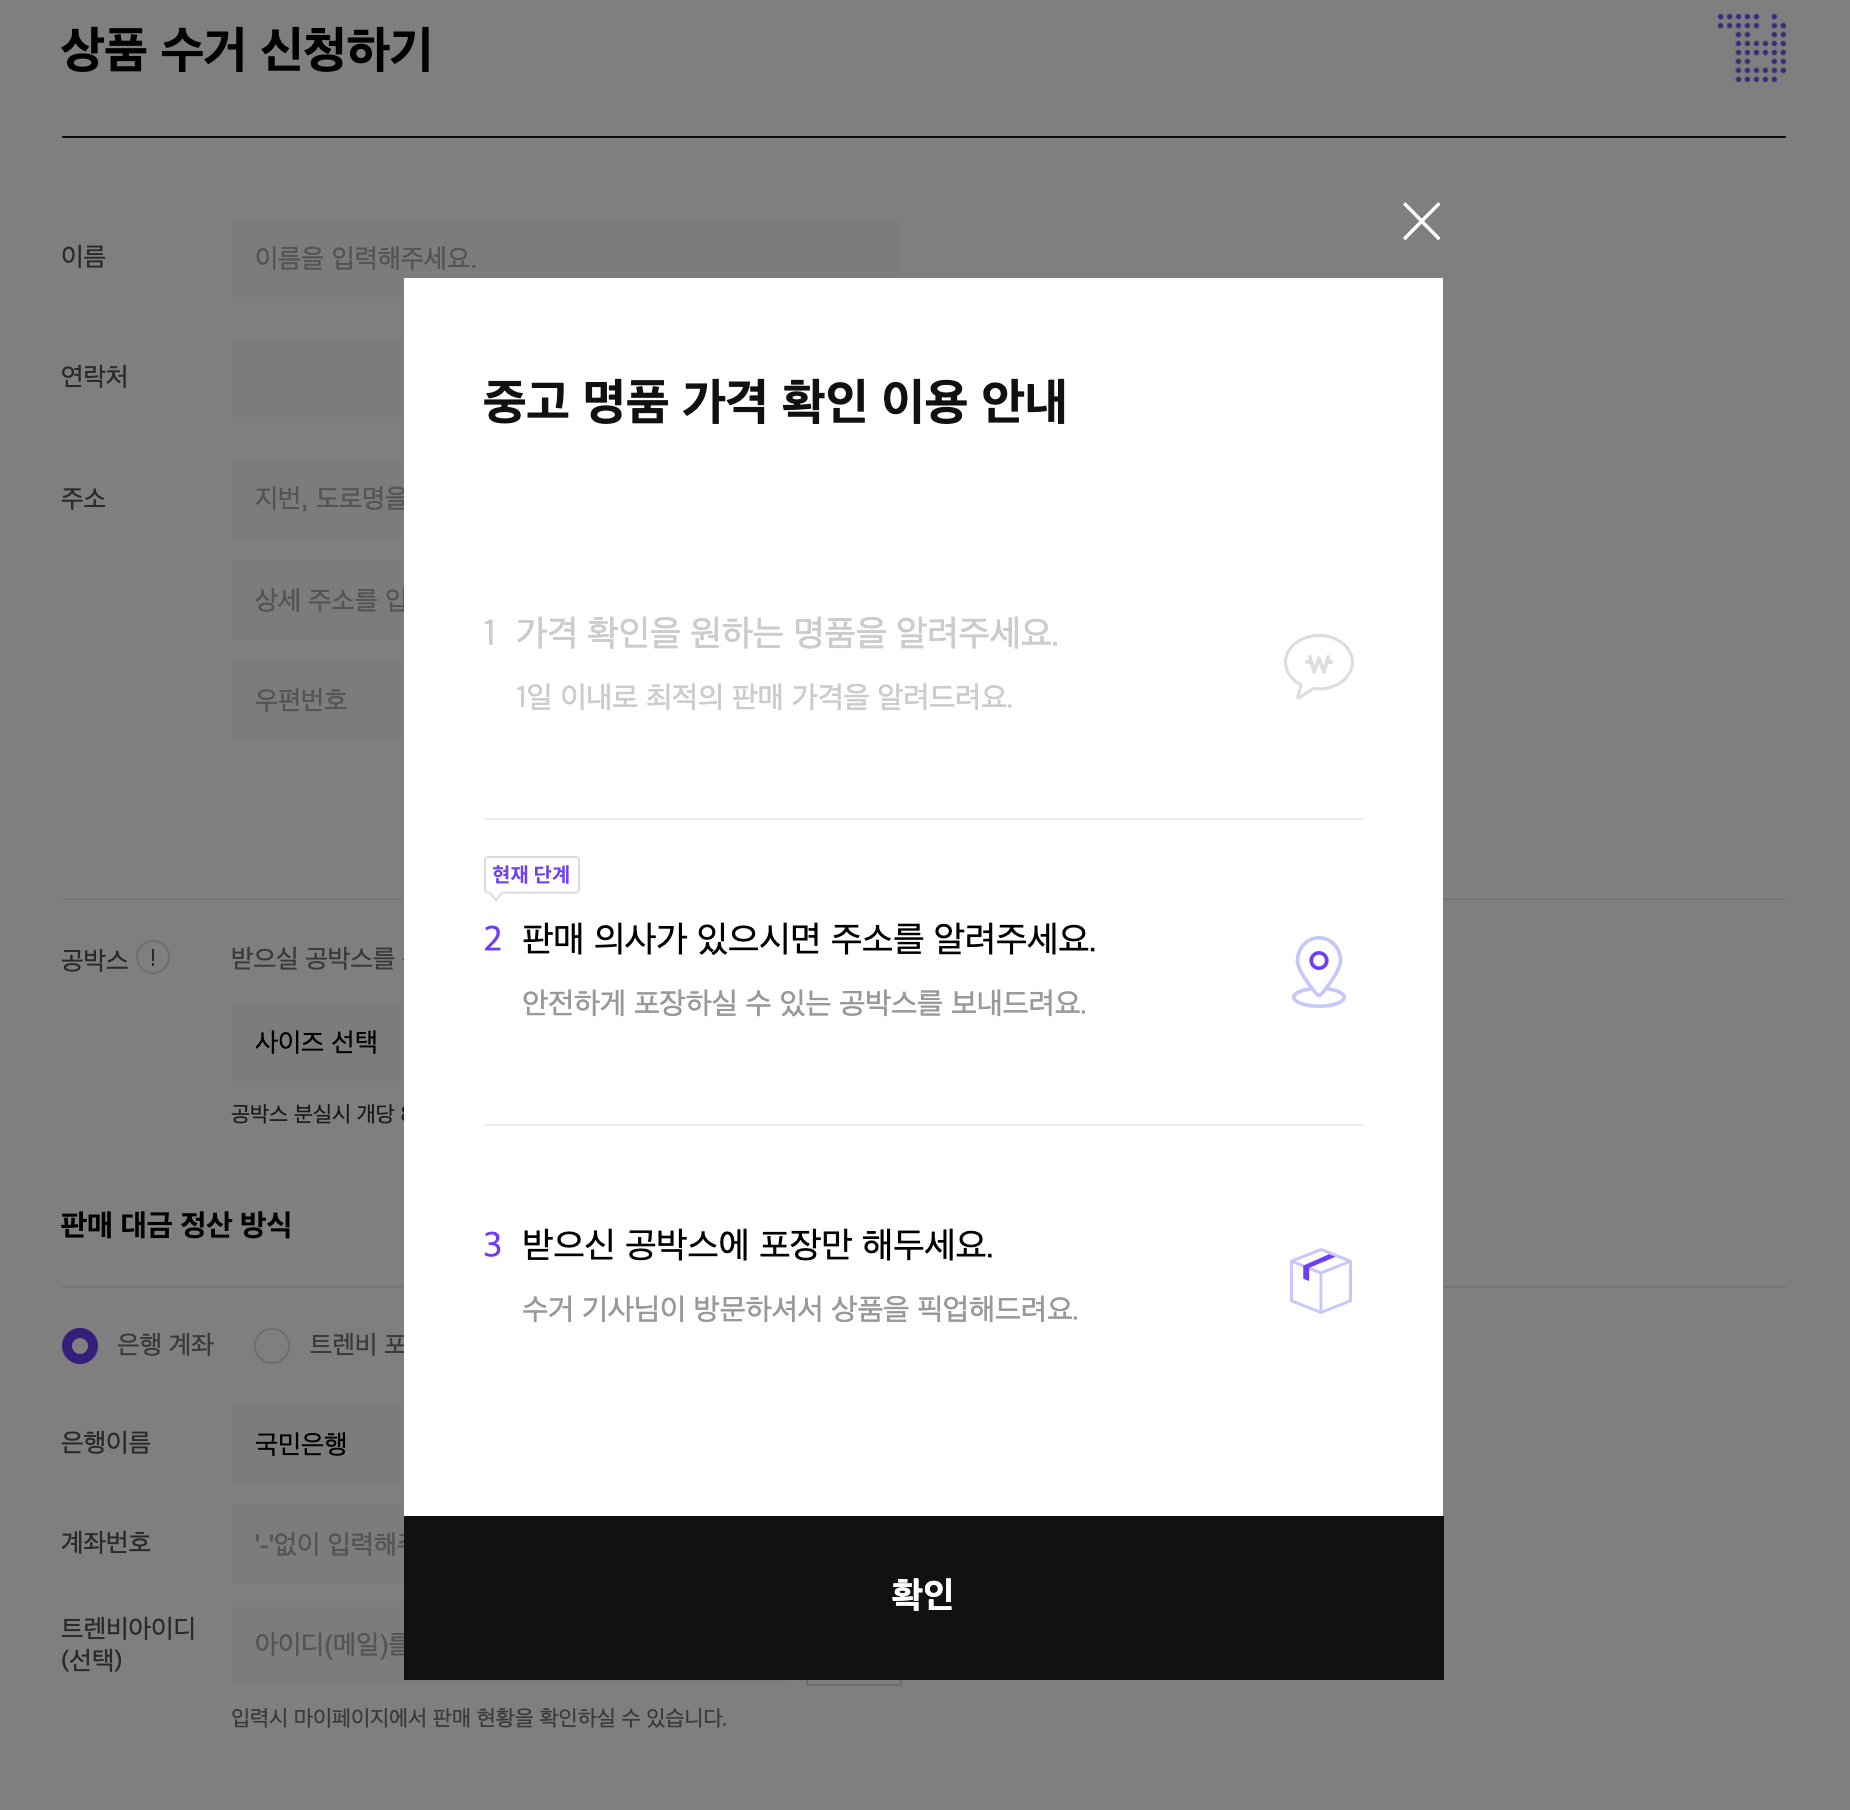 상품 수거 신청하기
이름
이름을 입력해주세요.
연락처
주소
지번, 도로명을
상세 주소를
우편번호
공박스 !
받으실 공박스를
사이즈 선택
공박스 분실시 개당
판매 대금 정산 방식
은행 계좌
트렌비
은행이름
국민은행
계좌번호
'-'없이
트렌비아이디
(선택)
아이디(메일)를
입력시 마이페이지에서 판매 현황을 확인하실 수 있습니다.
중고 명품 가격 확인 이용 안내
1 가격 확인을 원하는 명품을 알려주세요.
1일 이내로 최적의 판매 가격을 알려드려요.
현재 단계
2 판매 의사가 있으시면 주소를 알려주세요.
안전하게 포장하실 수 있는 공박스를 보내드려요.
3 받으신 공박스에 포장만 해두세요.
수거 기사님이 방문하셔서 상품을 픽업해드려요.
확인